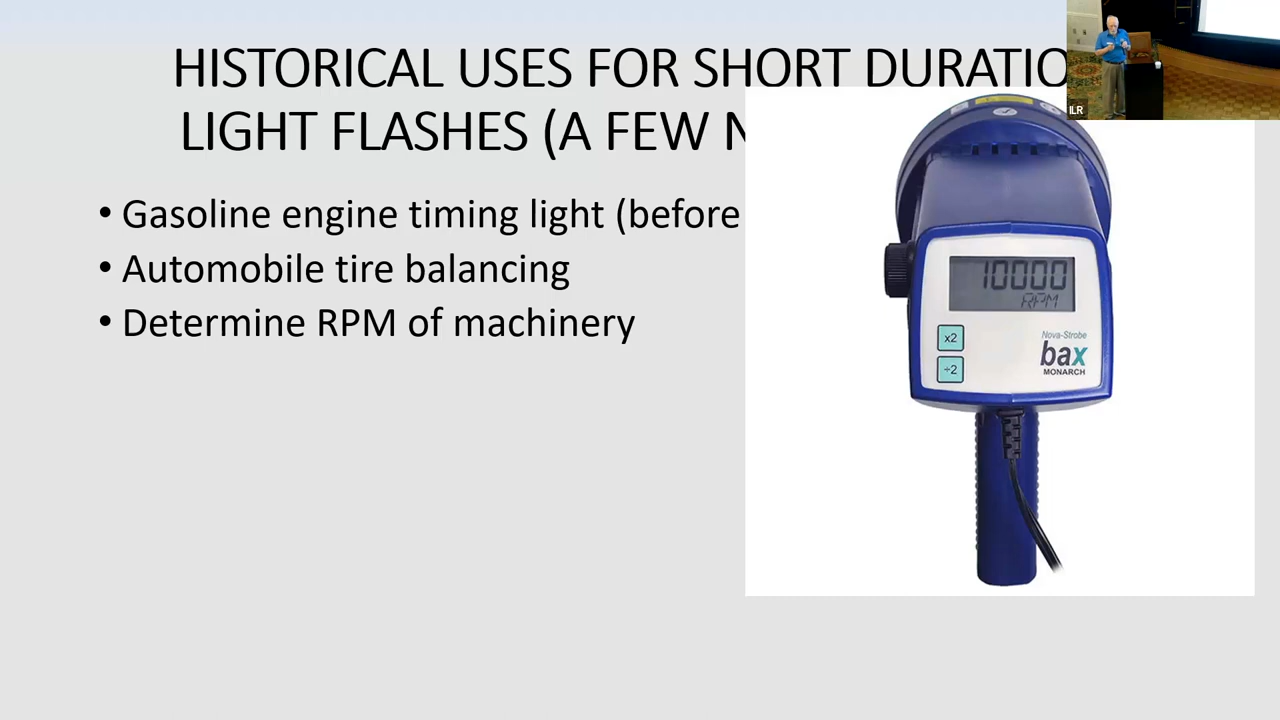 HISTORICAL USES FOR SHORT DURATIO
LIGHT FLASHES (A FEW
• Gasoline engine timing light (before
• Automobile tire balancing
• Determine RPM of machinery
10000
RPM
x2
÷2
Nova-Strobe
bax
MONARCH
ILR